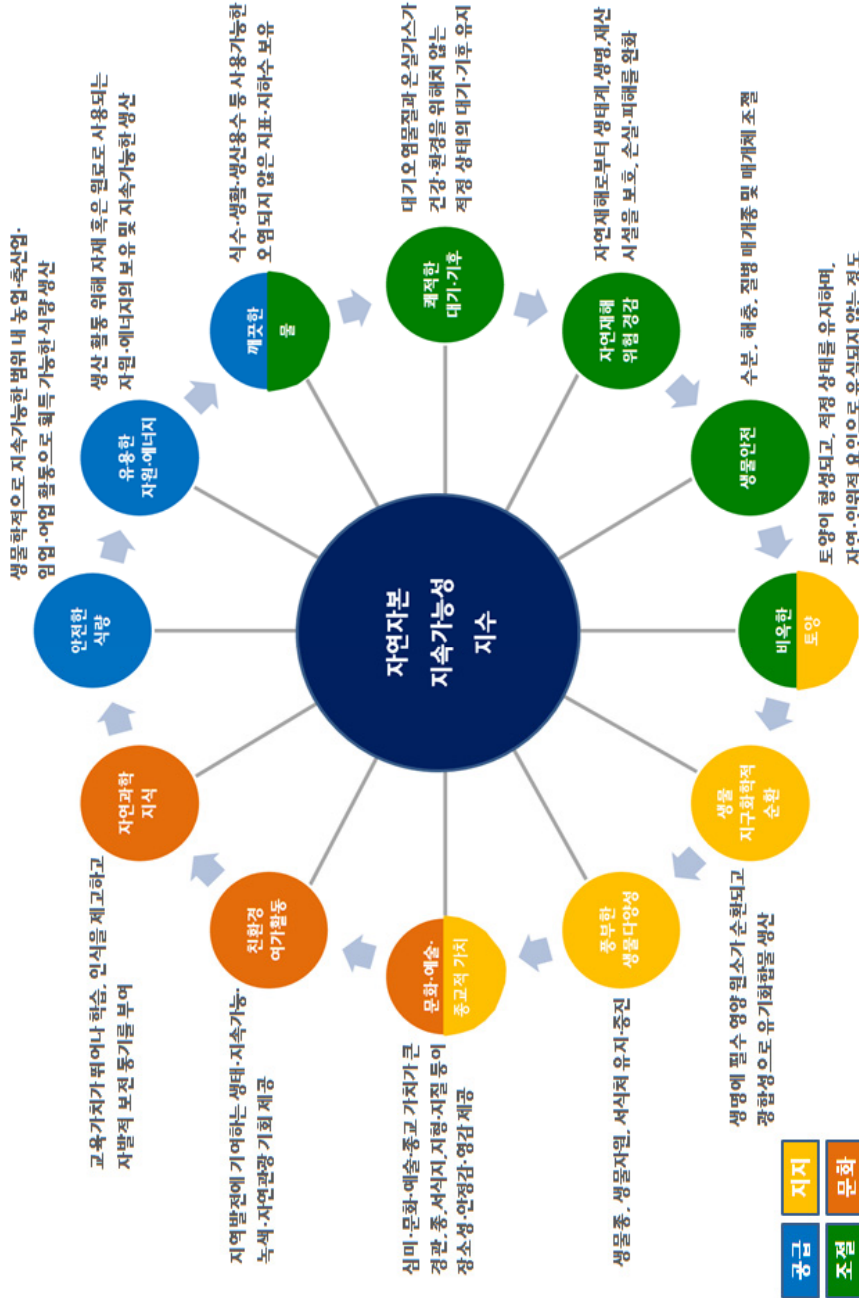 자연자본
지속가능성
지수
안전한
식량
생물학적으로 지속가능한 범위 내 농업·축산업·
임업·어업 활동으로 획득 가능한 식량 생산
유용한
자원·에너지
생산 활동 위해 자재 혹은 원료로 사용되는
자원·에너지의 보유 및 지속가능한 생산
깨끗한
물
식수·생활·생산용수 등 사용가능한
오염되지 않은 지표·지하수 보유
쾌적한
대기·기후
대기오염물질과 온실가스가
건강·환경을 위해치 않는
적정 상태의 대기·기후 유지
자연재해
위험 경감
자연재해로부터 생태계,생명,재산
시설을 보호, 손실·피해를 완화
생물안전
수분, 해충, 질병 매개종 및 매개체 조절
비옥한
토양
토양이 형성되고, 적정 상태를 유지하며,
자연·인위적 요인으로 유실되지 않는 정도
생물
지구화학적
순환
생명에 필수 영양 원소가 순환되고
광합성으로 유기화합물 생산
풍부한
생물다양성
생물종, 생물자원, 서식처 유지·증진
문화·예술·
종교적 가치
심미·문화·예술·종교 가치가 큰
경관,종,서식지,지형·지질 등이
장소성·안정감·영감 제공
친환경
여가활동
지역발전에 기여하는 생태·지속가능·
녹색·자연관광 기회 제공
자연과학
지식
교육가치가 뛰어나 학습, 인식을 제고하고
자발적 보전 동기를 부여
공급
지지
조절
문화